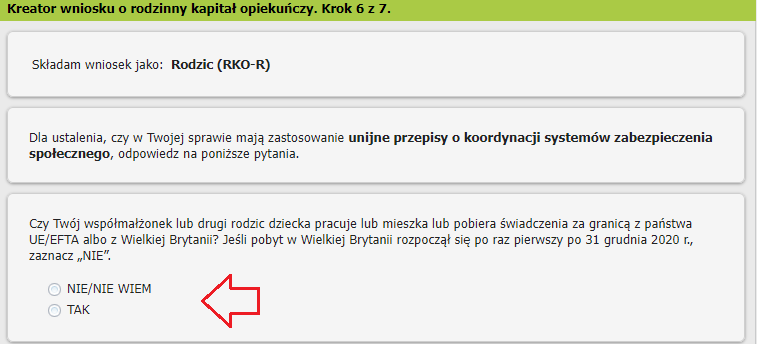 Kreator wniosku o rodzinny kapitał opiekuńczy. Krok 6 z 7.
Składam wniosek jako: Rodzic (RKO-R)
Dla ustalenia, czy w Twojej sprawie mają zastosowanie unijne przepisy o koordynacji systemów zabezpieczenia
społecznego, odpowiedz na poniższe pytania.
Czy Twój współmałżonek lub drugi rodzic dziecka pracuje lub mieszka lub pobiera świadczenia za granicą z państwa
UE/EFTA albo z Wielkiej Brytanii? Jeśli pobyt w Wielkiej Brytanii rozpoczął się po raz pierwszy po 31 grudnia 2020 r.,
zaznacz „NIE”.
NIE/NIE WIEM
TAK